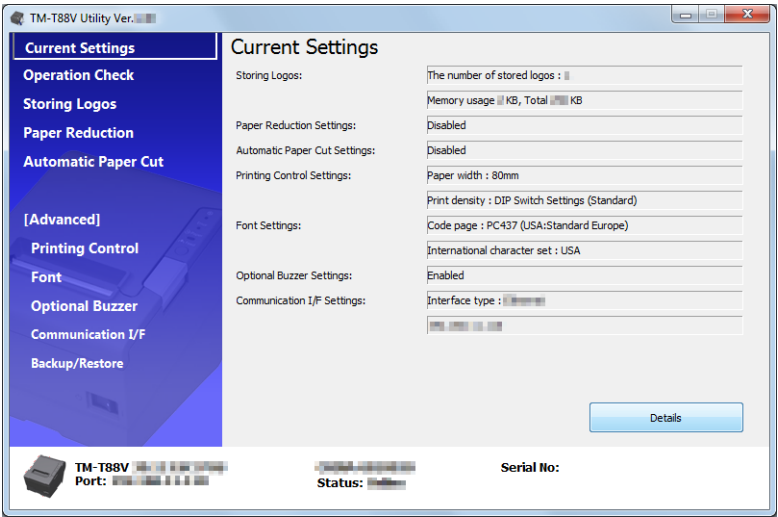 TM-T88V Utility Ver.
Current Settings
Operation Check
Storing Logos
Paper Reduction
Automatic Paper Cut
[Advanced]
Printing Control
Font
Optional Buzzer
Communication I/F
Backup/Restore
Current Settings
Storing Logos: The number of stored logos :
Memory usage KB, Total KB
Paper Reduction Settings: Disabled
Automatic Paper Cut Settings: Disabled
Printing Control Settings: Paper width : 80mm
Print density : DIP Switch Settings (Standard)
Font Settings: Code page : PC437 (USA:Standard Europe)
International character set : USA
Optional Buzzer Settings: Enabled
Communication I/F Settings: Interface type :
Details
TM-T88V
Port:
Status:
Serial No: